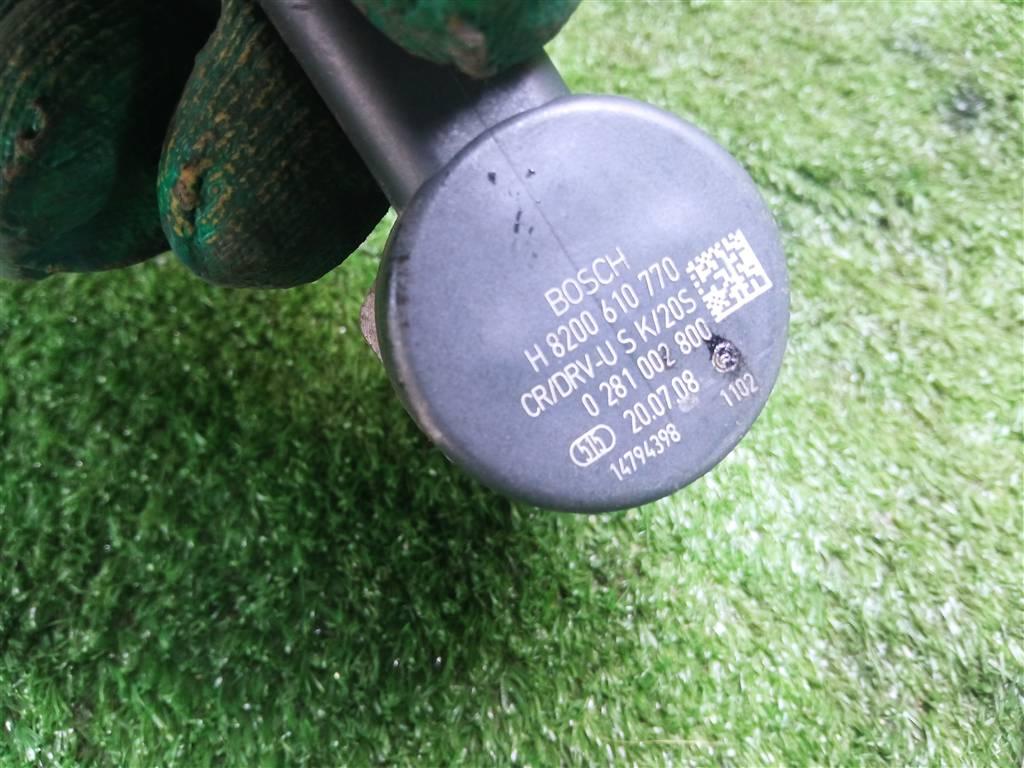 BOSCH
H 8200 610 770
CR/DRV-U S K/20S
0 281 002 800
515 20.07.08
14794398
1102